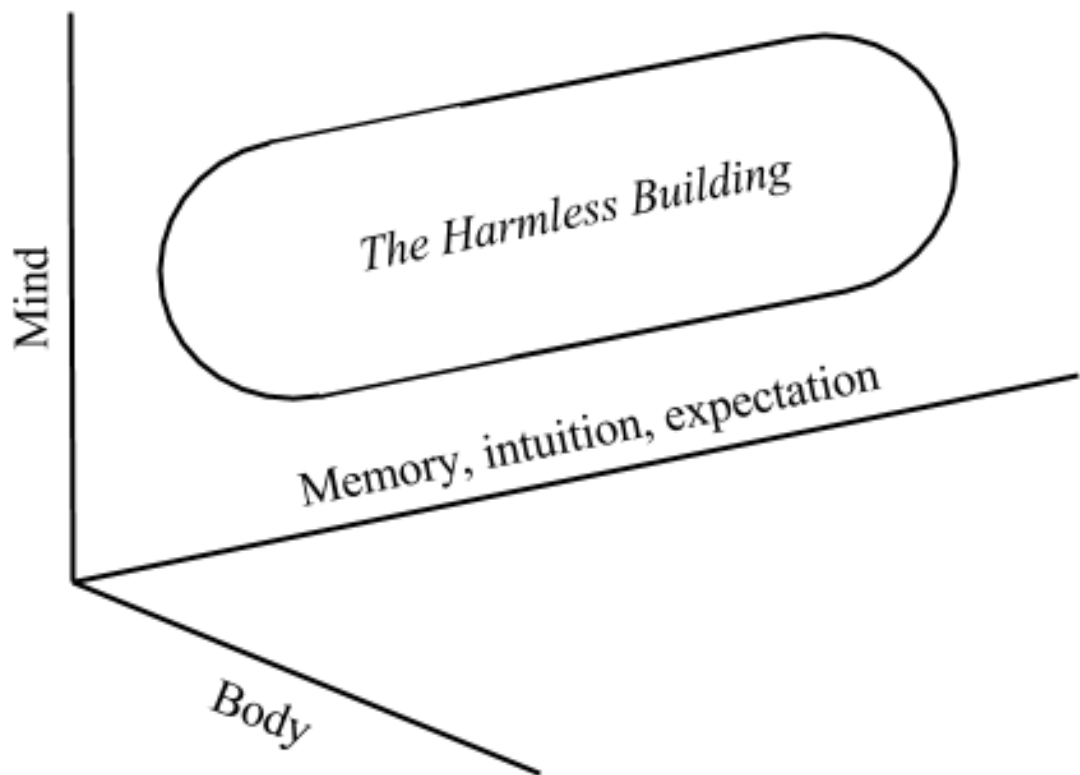 The Harmless Building
Mind
Memory, intuition, expectation
Body